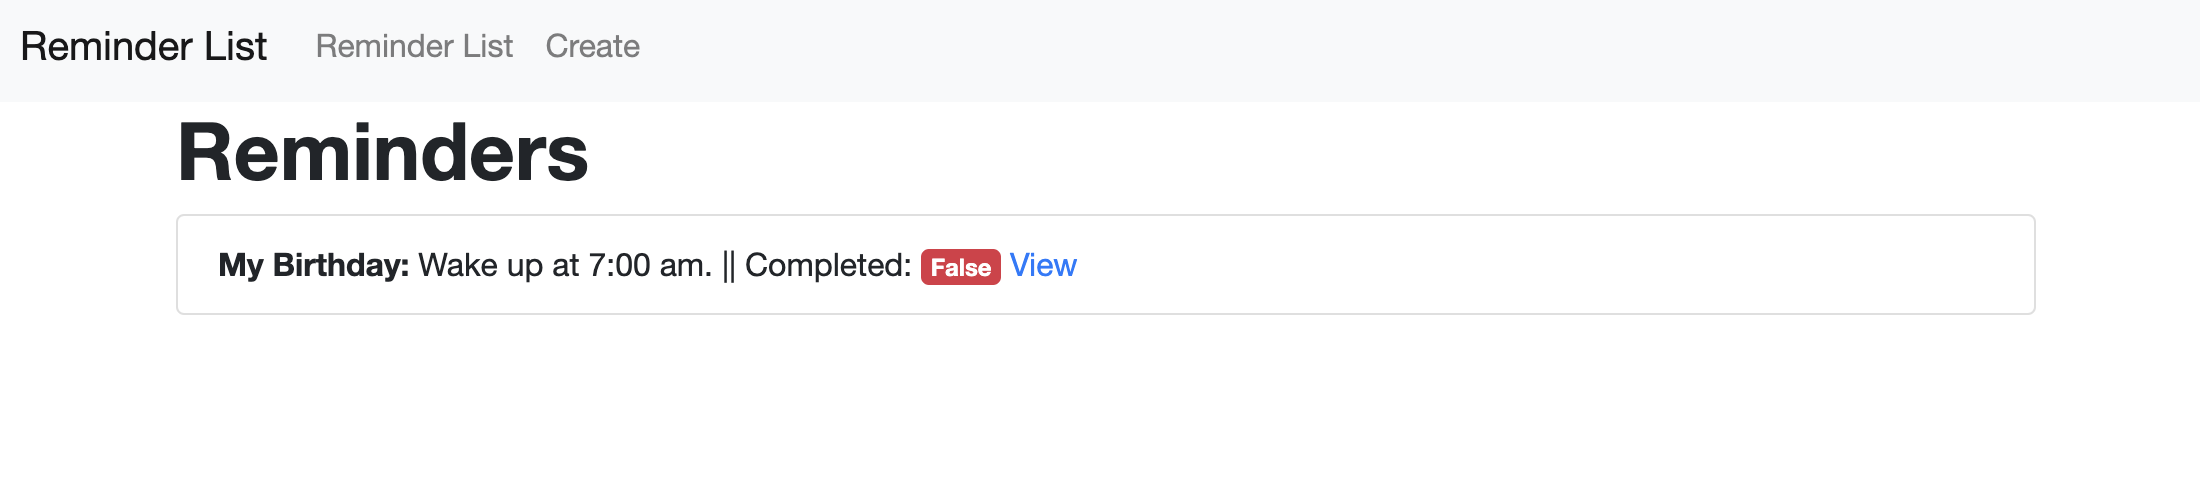 Reminder List Reminder List Create
Reminders
My Birthday: Wake up at 7:00 am. || Completed: False View